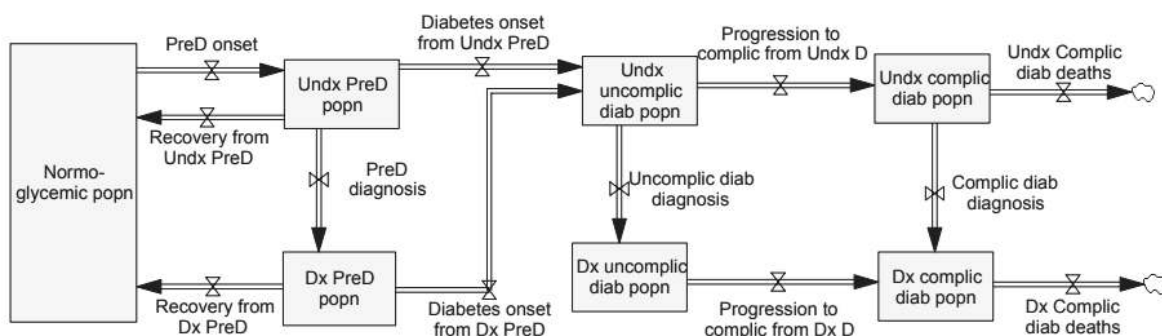 PreD onset
Diabetes onset
from Undx PreD
Progression to
complic from Undx D
Undx Complic
diab deaths
Normo-
glycemic popn
Undx PreD
popn
Undx
uncomplic
diab popn
Undx complic
diab popn
Recovery from
Undx PreD
PreD
diagnosis
Uncomplic diab
diagnosis
Complic diab
diagnosis
Dx PreD
popn
Dx uncomplic
diab popn
Dx complic
diab popn
Recovery from
Dx PreD
Diabetes onset
from Dx PreD
Progression to
complic from Dx D
Dx Complic
diab deaths